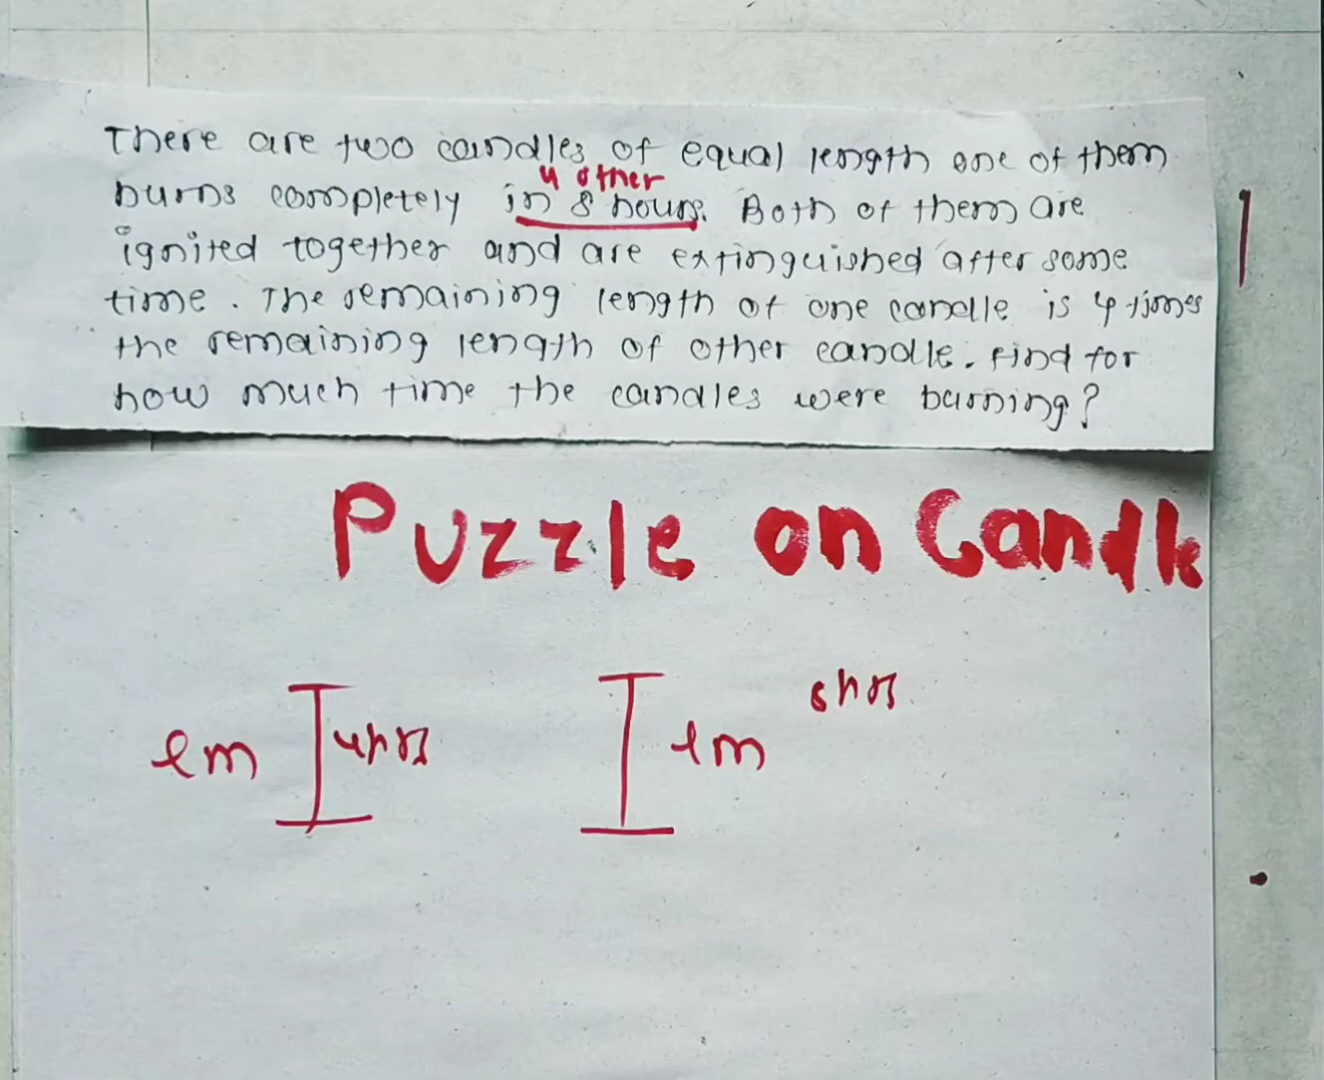 There are two candles of equal length one of them
4 other
burns completely in 8 hours. Both of them are
ignited together and are extinguished after some
time. The remaining length of one candle is 4 times
the remaining length of other candle. Find for
how much time the candles were burning?
Puzzle on Candle
lm 4hrs lm 8hrs